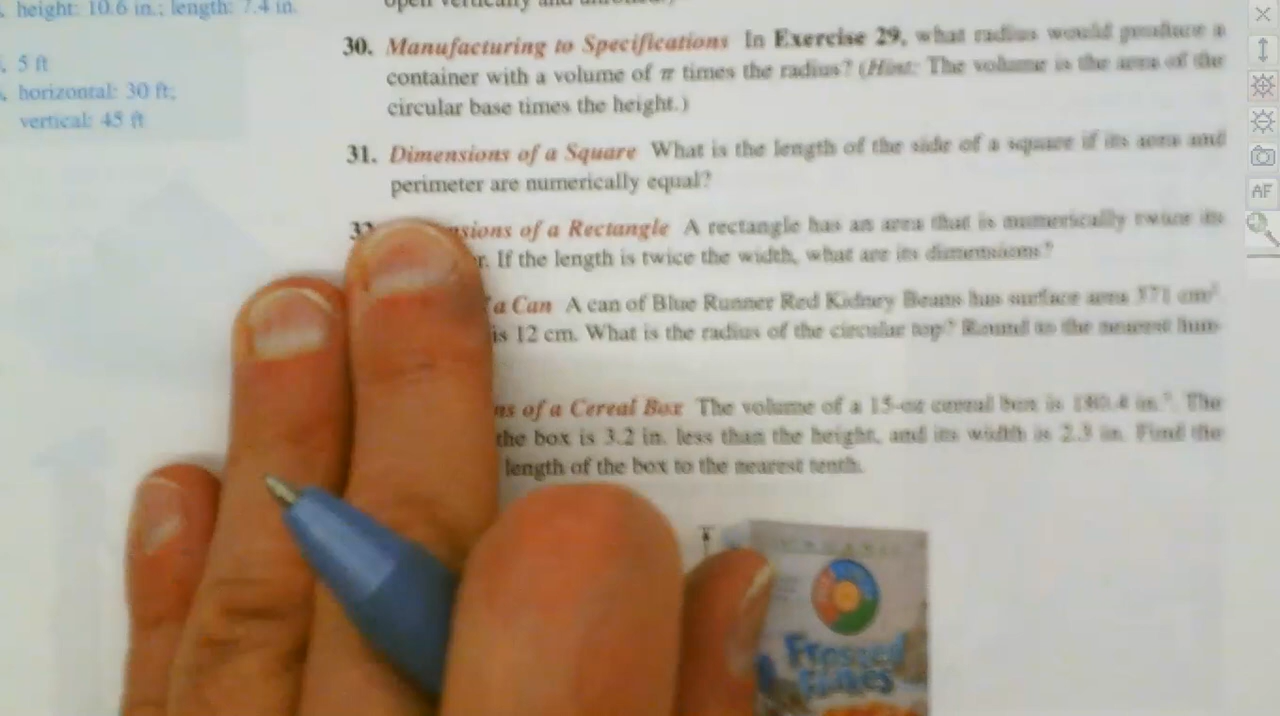 height: 10.6 in.; length: 7.4 in.
5 ft
horizontal: 30 ft;
vertical: 45 ft
30. Manufacturing to Specifications In Exercise 29, what radius would produce a
container with a volume of π times the radius? (Hint: The volume is the area of the
circular base times the height.)
31. Dimensions of a Square What is the length of the side of a square if its area and
perimeter are numerically equal?
of a Rectangle A rectangle has an area that is numerically twice its
If the length is twice the width, what are its dimensions?
a Can A can of Blue Runner Red Kidney Beans has surface area 371 cm².
is 12 cm. What is the radius of the circular top? Round to the nearest hun-
of a Cereal Box The volume of a 15-oz cereal box is 180.4 in.³. The
the box is 3.2 in. less than the height, and its width is 2.3 in. Find the
length of the box to the nearest tenth.
Frosted
Flakes
AF